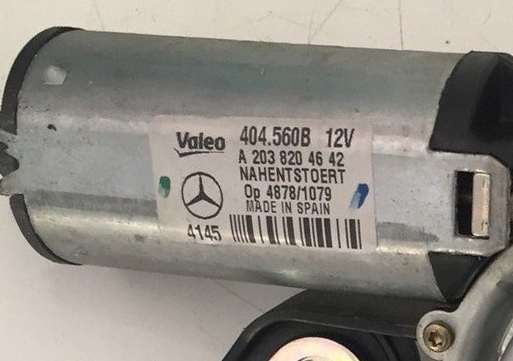 Valeo 404.560B 12V
A 203 820 46 42
NAHENTSTOERT
Op 4878/1079
MADE IN SPAIN
4145